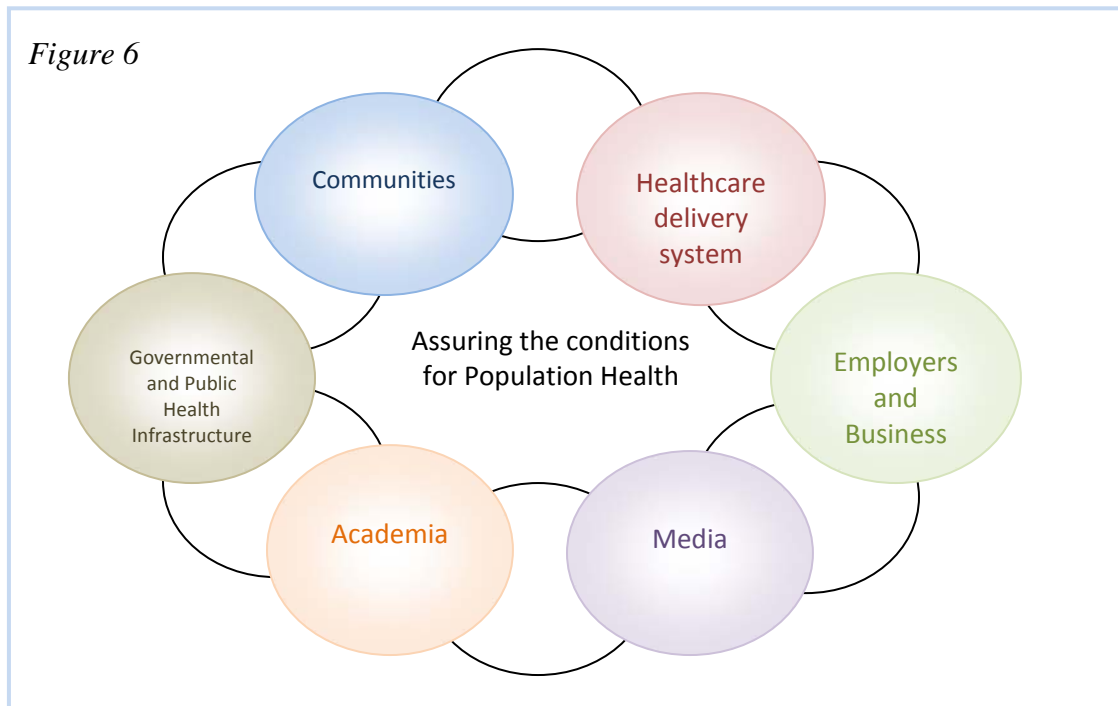 Figure 6
Communities
Healthcare
delivery
system
Governmental
and Public
Health
Infrastructure
Assuring the conditions
for Population Health
Employers
and
Business
Academia
Media